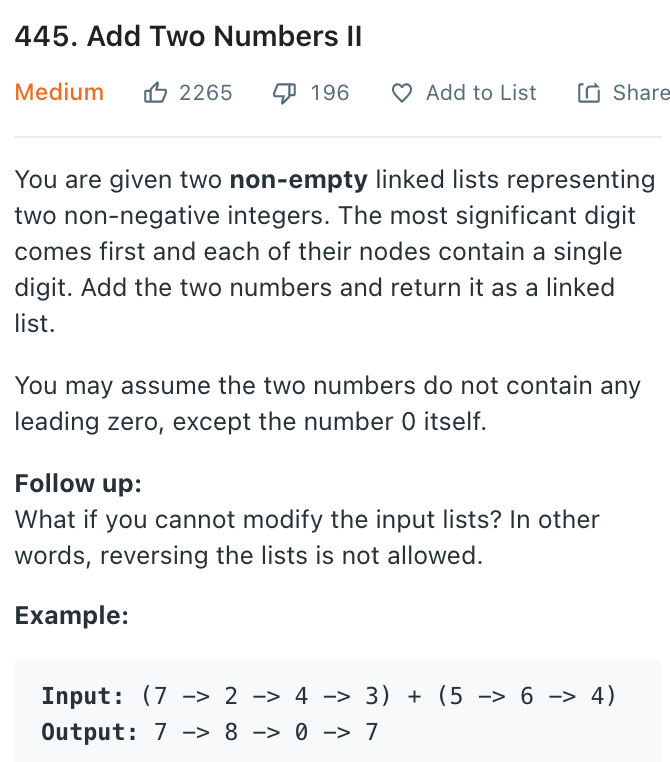 445. Add Two Numbers II
Medium 2265 196 Add to List Share
You are given two non-empty linked lists representing
two non-negative integers. The most significant digit
comes first and each of their nodes contain a single
digit. Add the two numbers and return it as a linked
list.
You may assume the two numbers do not contain any
leading zero, except the number 0 itself.
Follow up:
What if you cannot modify the input lists? In other
words, reversing the lists is not allowed.
Example:
Input: (7 -> 2 -> 4 -> 3) + (5 -> 6 -> 4)
Output: 7 -> 8 -> 0 -> 7